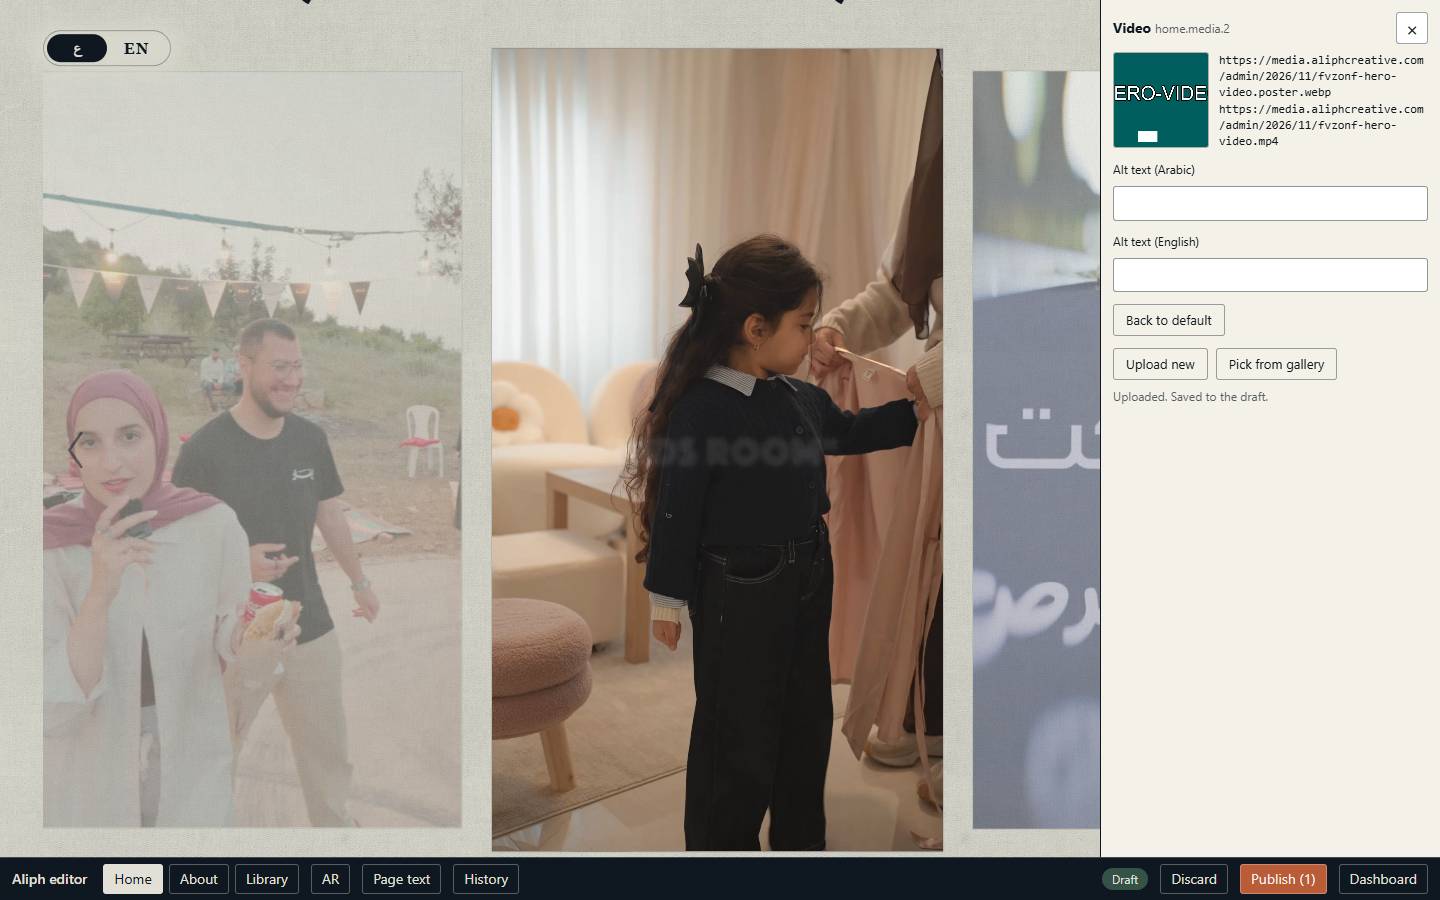 ع EN
ROOM
ت
Video home.media.2
×
ERO-VIDE
https://media.aliphcreative.com
/admin/2026/11/fvzonf-hero-
video.poster.webp
https://media.aliphcreative.com
/admin/2026/11/fvzonf-hero-
video.mp4
Alt text (Arabic)
Alt text (English)
Back to default
Upload new Pick from gallery
Uploaded. Saved to the draft.
Aliph editor Home About Library AR Page text History Draft Discard Publish (1) Dashboard